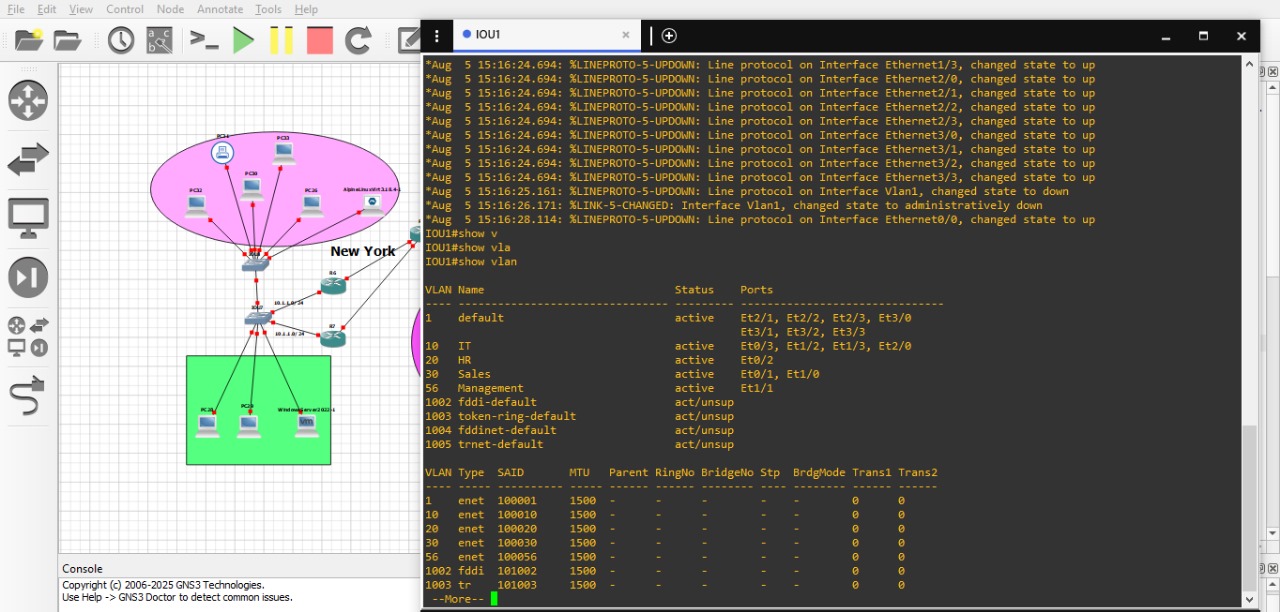 File Edit View Control Node Annotate Tools Help
IOU1
*Aug  5 15:16:24.694: %LINEPROTO-5-UPDOWN: Line protocol on Interface Ethernet1/3, changed state to up
*Aug  5 15:16:24.694: %LINEPROTO-5-UPDOWN: Line protocol on Interface Ethernet2/0, changed state to up
*Aug  5 15:16:24.694: %LINEPROTO-5-UPDOWN: Line protocol on Interface Ethernet2/1, changed state to up
*Aug  5 15:16:24.694: %LINEPROTO-5-UPDOWN: Line protocol on Interface Ethernet2/2, changed state to up
*Aug  5 15:16:24.694: %LINEPROTO-5-UPDOWN: Line protocol on Interface Ethernet2/3, changed state to up
*Aug  5 15:16:24.694: %LINEPROTO-5-UPDOWN: Line protocol on Interface Ethernet3/0, changed state to up
*Aug  5 15:16:24.694: %LINEPROTO-5-UPDOWN: Line protocol on Interface Ethernet3/1, changed state to up
*Aug  5 15:16:24.694: %LINEPROTO-5-UPDOWN: Line protocol on Interface Ethernet3/2, changed state to up
*Aug  5 15:16:24.694: %LINEPROTO-5-UPDOWN: Line protocol on Interface Ethernet3/3, changed state to up
*Aug  5 15:16:25.161: %LINEPROTO-5-UPDOWN: Line protocol on Interface Vlan1, changed state to down
*Aug  5 15:16:26.171: %LINK-5-CHANGED: Interface Vlan1, changed state to administratively down
*Aug  5 15:16:28.114: %LINEPROTO-5-UPDOWN: Line protocol on Interface Ethernet0/0, changed state to up
IOU1#show v
IOU1#show vla
IOU1#show vlan
VLAN Name                             Status    Ports
---- -------------------------------- --------- -------------------------------
1    default                          active    Et2/1, Et2/2, Et2/3, Et3/0
                                                Et3/1, Et3/2, Et3/3
10   IT                               active    Et0/3, Et1/2, Et1/3, Et2/0
20   HR                               active    Et0/2
30   Sales                            active    Et0/1, Et1/0
56   Management                       active    Et1/1
1002 fddi-default                     act/unsup
1003 token-ring-default               act/unsup
1004 fddinet-default                  act/unsup
1005 trnet-default                    act/unsup
VLAN Type  SAID       MTU   Parent RingNo BridgeNo Stp  BrdgMode Trans1 Trans2
---- ----- ---------- ----- ------ ------ -------- ---- -------- ------ ------
1    enet  100001     1500  -      -      -        -    -        0      0
10   enet  100010     1500  -      -      -        -    -        0      0
20   enet  100020     1500  -      -      -        -    -        0      0
30   enet  100030     1500  -      -      -        -    -        0      0
56   enet  100056     1500  -      -      -        -    -        0      0
1002 fddi  101002     1500  -      -      -        -    -        0      0
1003 tr    101003     1500  -      -      -        -    -        0      0
--More--
PC33
PC30
PC32
New York
R6
10.1.1.0/24
R7
10.1.1.0/24
Console
Copyright (c) 2006-2025 GNS3 Technologies.
Use Help -> GNS3 Doctor to detect common issues.